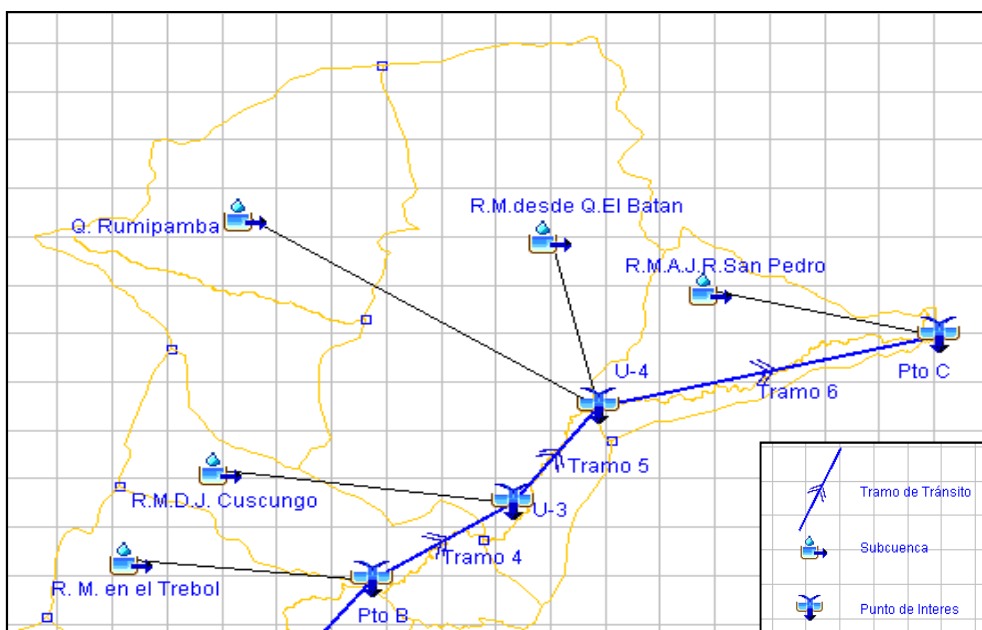 R.M.desde Q.El Batan
Q. Rumipamba
R.M.A.J.R.San Pedro
U-4
Pto C
Tramo 6
Tramo 5
R.M.D.J. Cuscungo
U-3
Tramo 4
R. M. en el Trebol
Pto B
Tramo de Tránsito
Subcuenca
Punto de Interes